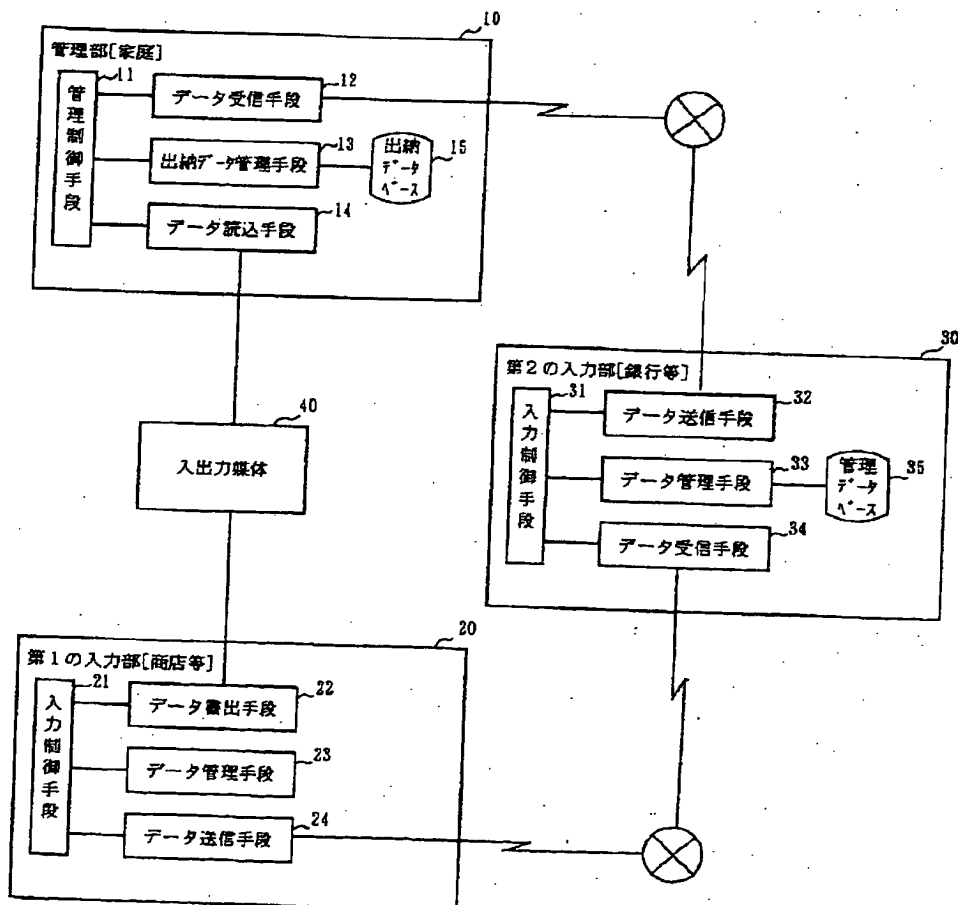 10
管理部[家庭]
11
管理制御手段
12
データ受信手段
13
出納データ管理手段
15
出納
データ
ベース
14
データ読込手段
40
入出力媒体
30
第2の入力部[銀行等]
31
入力制御手段
32
データ送信手段
33
データ管理手段
35
管理
データ
ベース
34
データ受信手段
20
第1の入力部[商店等]
21
入力制御手段
22
データ書出手段
23
データ管理手段
24
データ送信手段